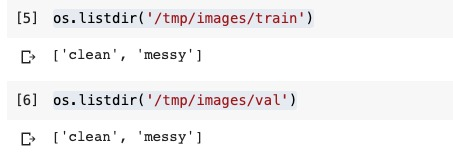 [5] os.listdir('/tmp/images/train')
['clean', 'messy']
[6] os.listdir('/tmp/images/val')
['clean', 'messy']